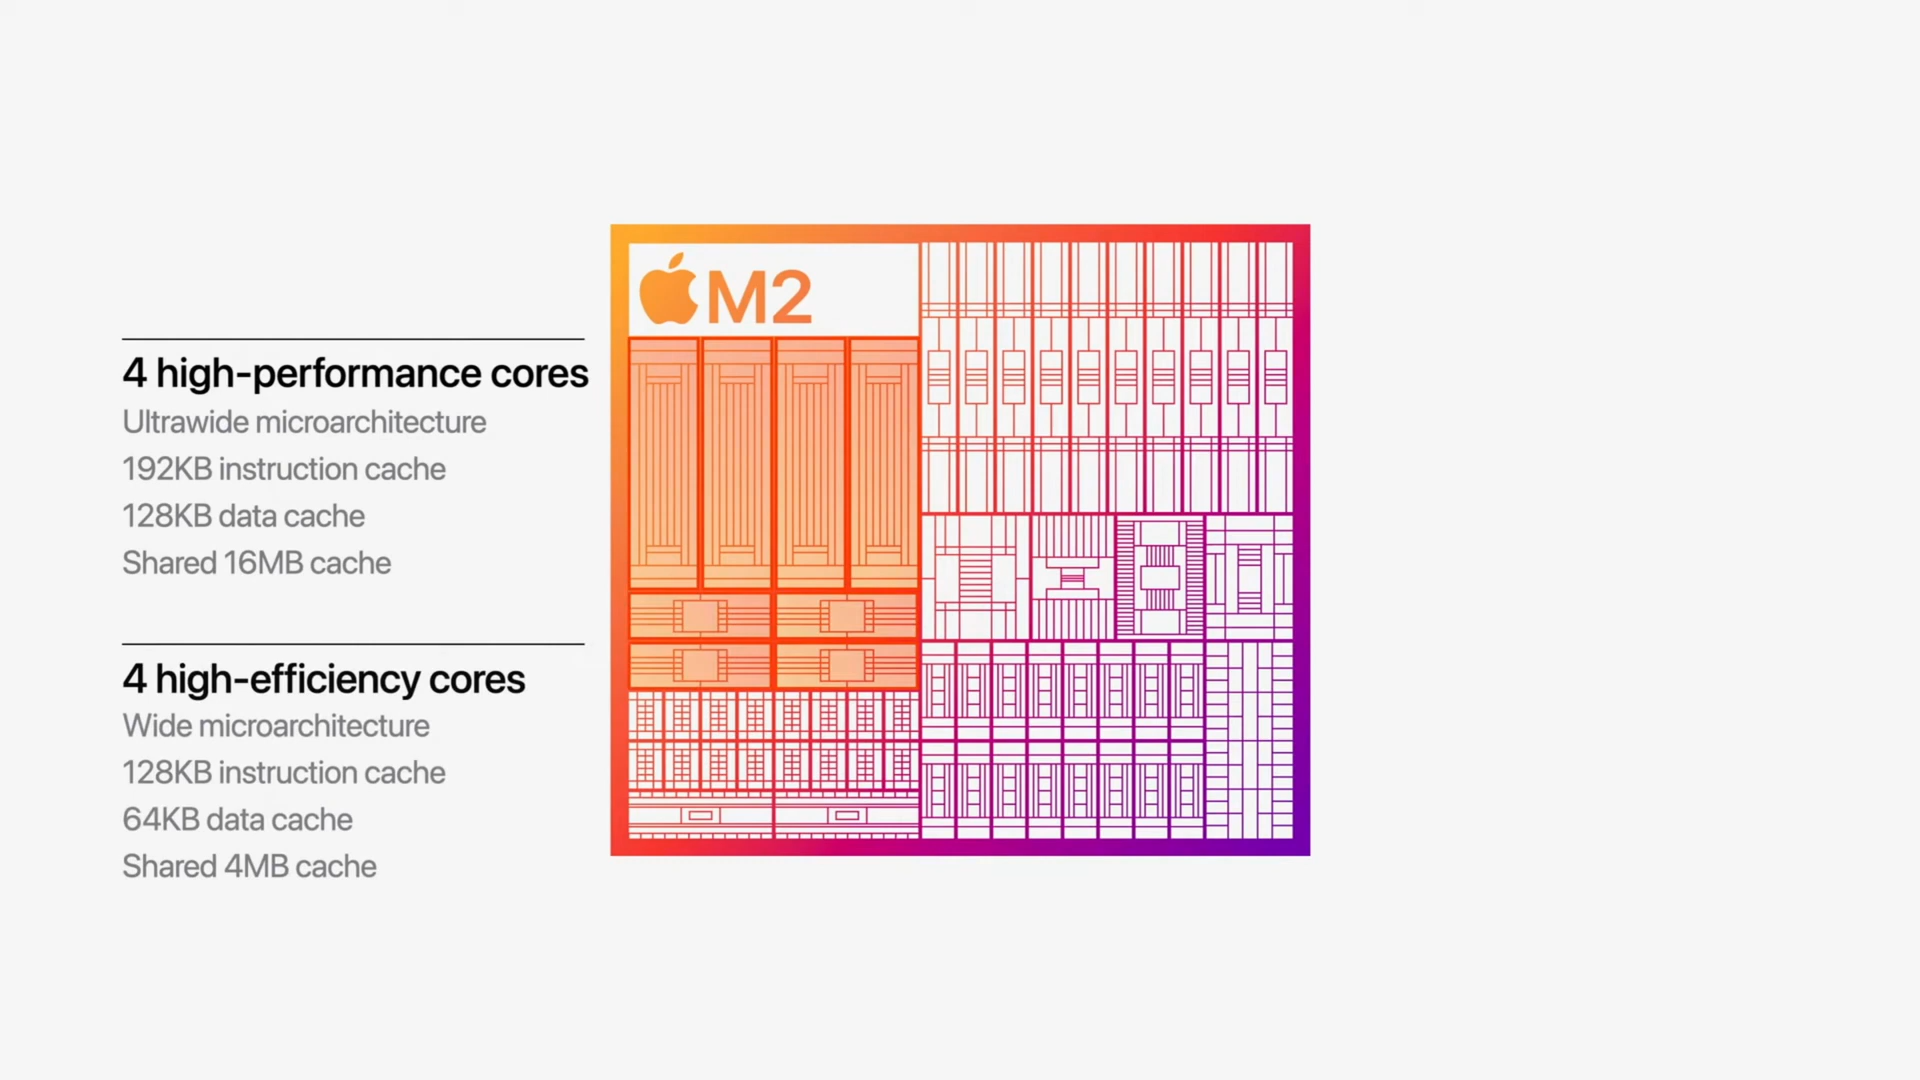 M2
4 high-performance cores
Ultrawide microarchitecture
192KB instruction cache
128KB data cache
Shared 16MB cache
4 high-efficiency cores
Wide microarchitecture
128KB instruction cache
64KB data cache
Shared 4MB cache